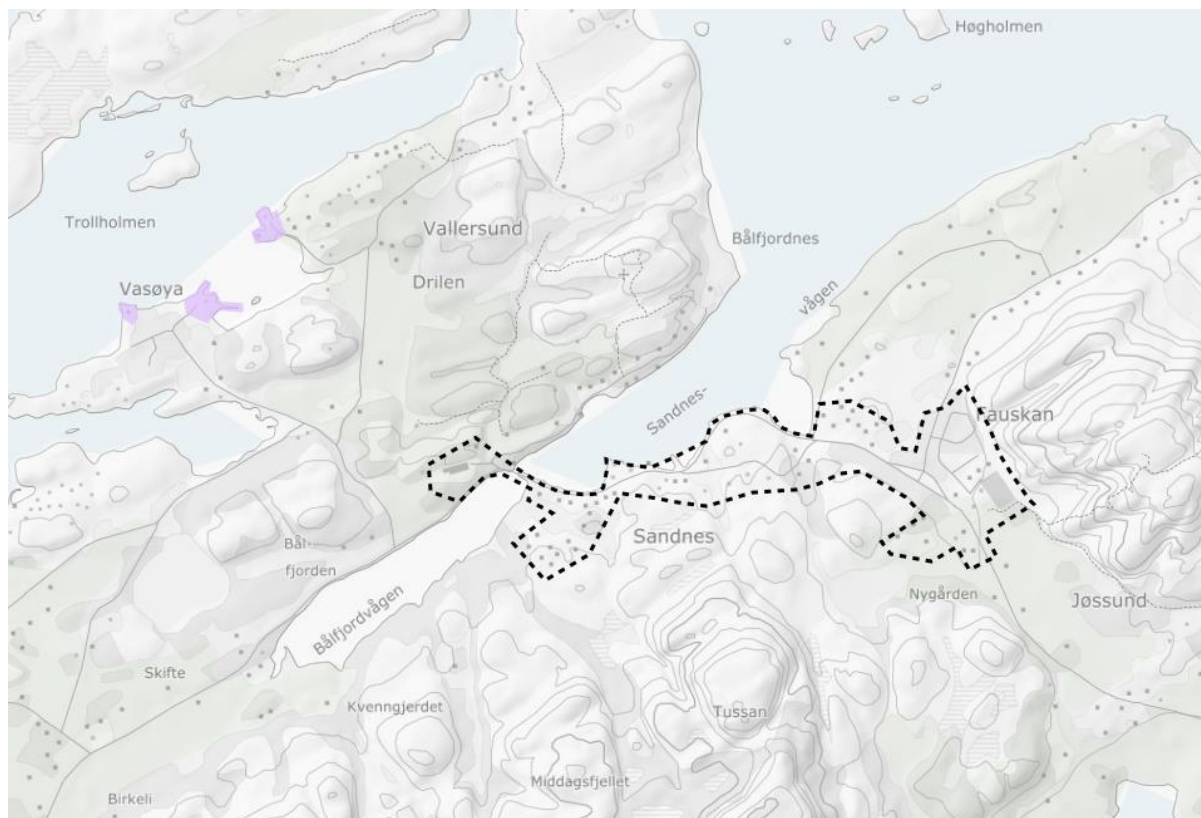 Høgholmen
Trollholmen
Vallersund
Bålfjordnes
Drilen
Vasøya
vågen
Sandnes-
Fauskan
Sandnes
Bål-
fjorden
Nygården
Jøssund
Bålfjordvågen
Skifte
Kvenngjerdet
Tussan
Middagsfjellet
Birkeli